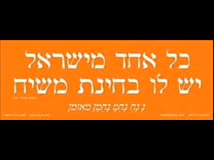 כל אחד מישראל
יש לו בחינת משיח
נ נח נחמ נחמן מאומן